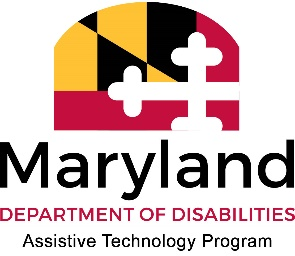 Maryland
DEPARTMENT OF DISABILITIES
Assistive Technology Program